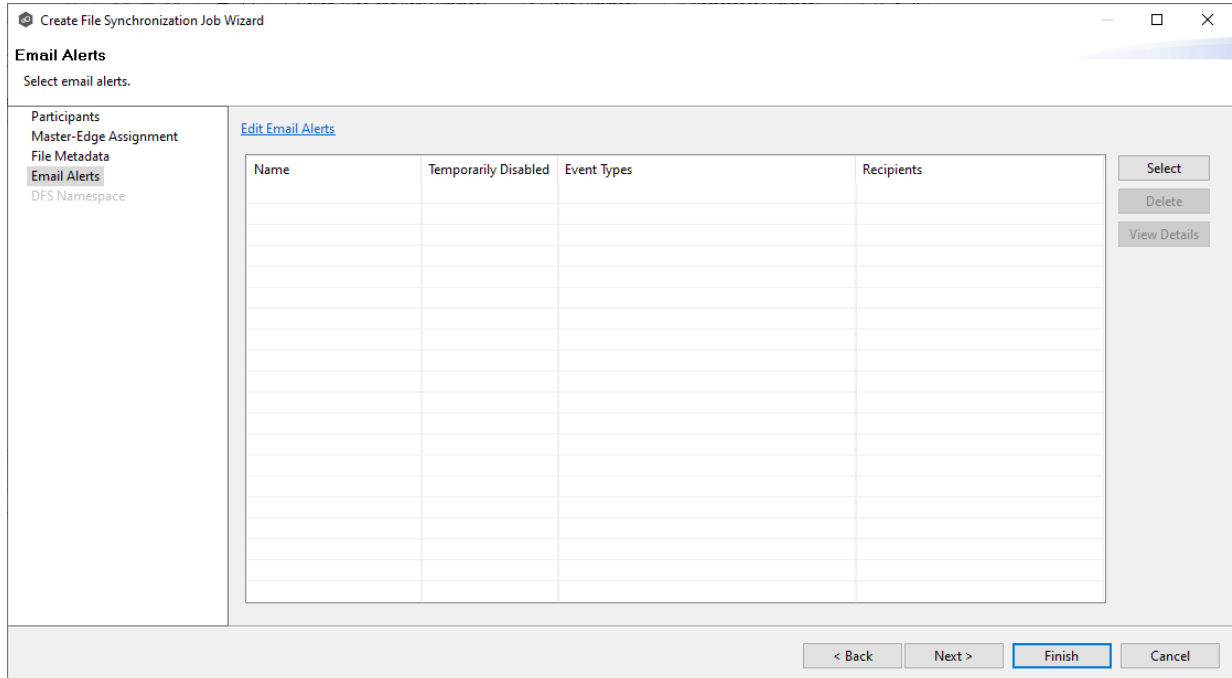 Create File Synchronization Job Wizard
Email Alerts
Select email alerts.
Participants
Master-Edge Assignment
File Metadata
Email Alerts
DFS Namespace
Edit Email Alerts
Name Temporarily Disabled Event Types Recipients
Select
Delete
View Details
< Back Next > Finish Cancel